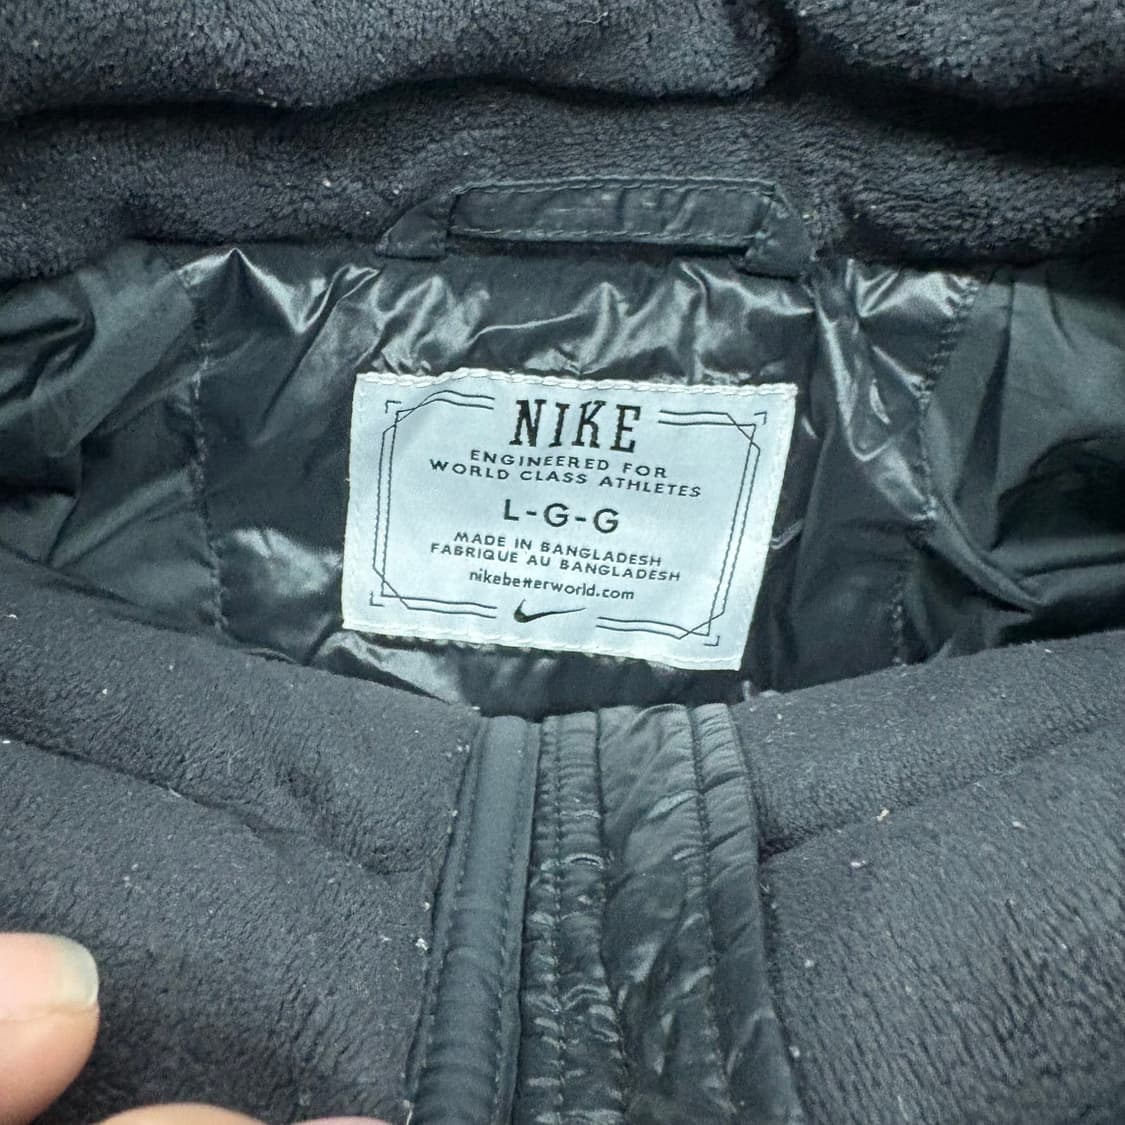 NIKE
ENGINEERED FOR
WORLD CLASS ATHLETES
L-G-G
MADE IN BANGLADESH
FABRIQUE AU BANGLADESH
nikebetterworld.com